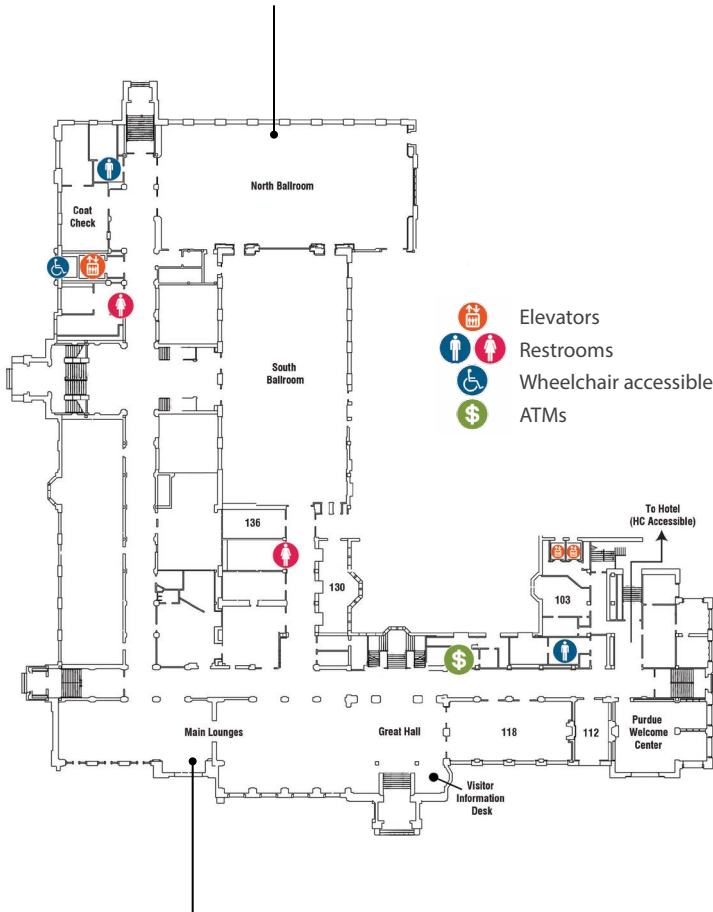 North Ballroom
Coat
Check
Elevators
Restrooms
Wheelchair accessible
$ ATMs
South
Ballroom
To Hotel
(HC Accessible)
136
130
103
$
Main Lounges
Great Hall
118
112
Purdue
Welcome
Center
Visitor
Information
Desk